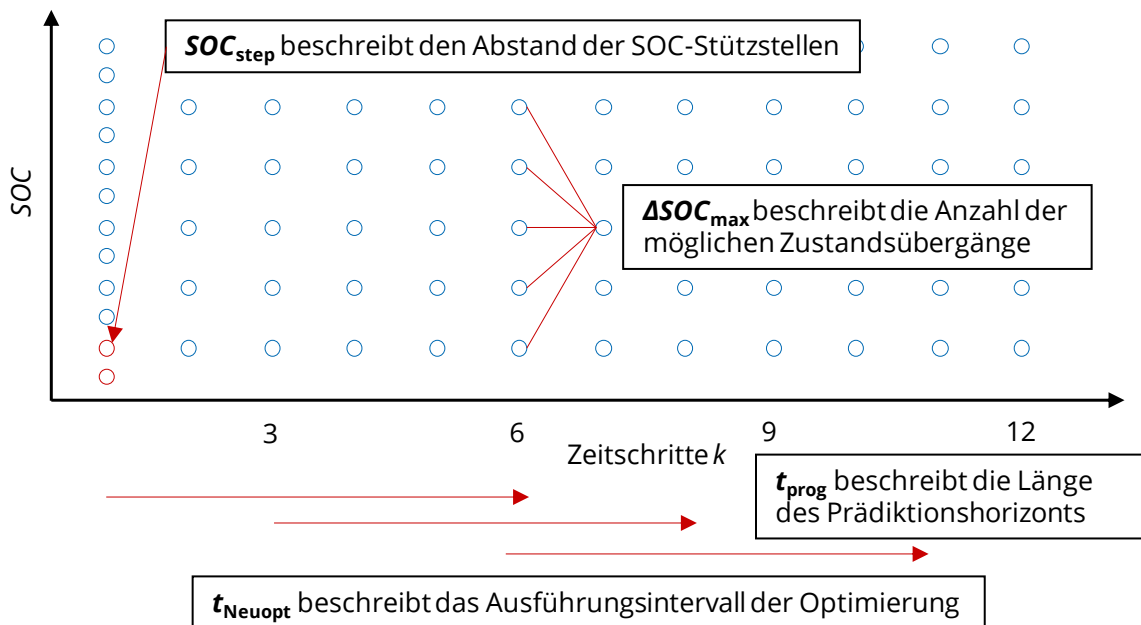 SOCstep beschreibt den Abstand der SOC-Stützstellen
SOC
ΔSOCmax beschreibt die Anzahl der
möglichen Zustandsübergänge
3
6
9
12
Zeitschritte k
tprog beschreibt die Länge
des Prädiktionshorizonts
tNeuopt beschreibt das Ausführungsintervall der Optimierung